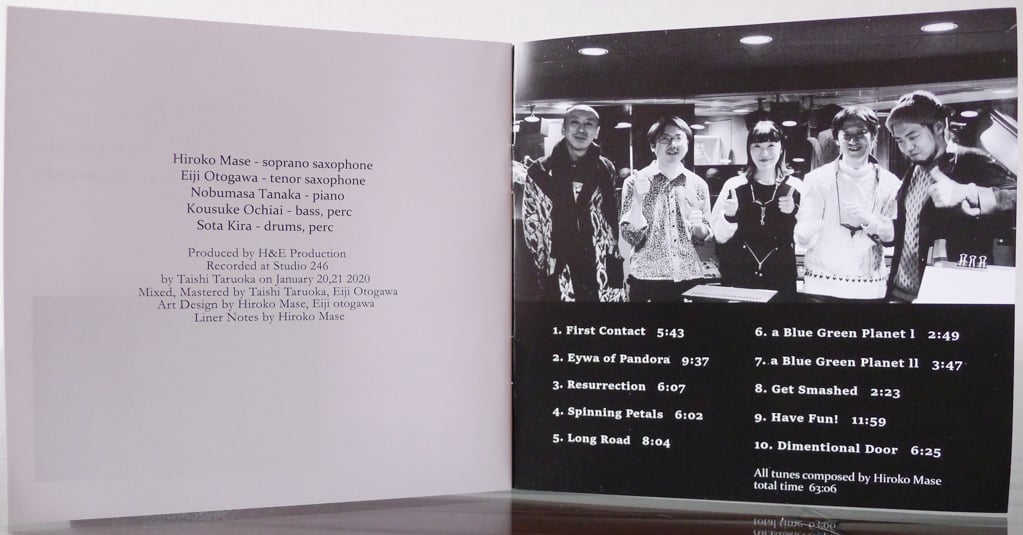 Hiroko Mase - soprano saxophone
Eiji Otogawa - tenor saxophone
Nobumasa Tanaka - piano
Kousuke Ochiai - bass, perc
Sota Kira - drums, perc
Produced by H&E Production
Recorded at Studio 246
by Taishi Taruoka on January 20,21 2020
Mixed, Mastered by Taishi Taruoka, Eiji Otogawa
Art Design by Hiroko Mase, Eiji otogawa
Liner Notes by Hiroko Mase
1. First Contact 5:43
2. Eywa of Pandora 9:37
3. Resurrection 6:07
4. Spinning Petals 6:02
5. Long Road 8:04
6. a Blue Green Planet l 2:49
7. a Blue Green Planet ll 3:47
8. Get Smashed 2:23
9. Have Fun! 11:59
10. Dimentional Door 6:25
All tunes composed by Hiroko Mase
total time 63:06